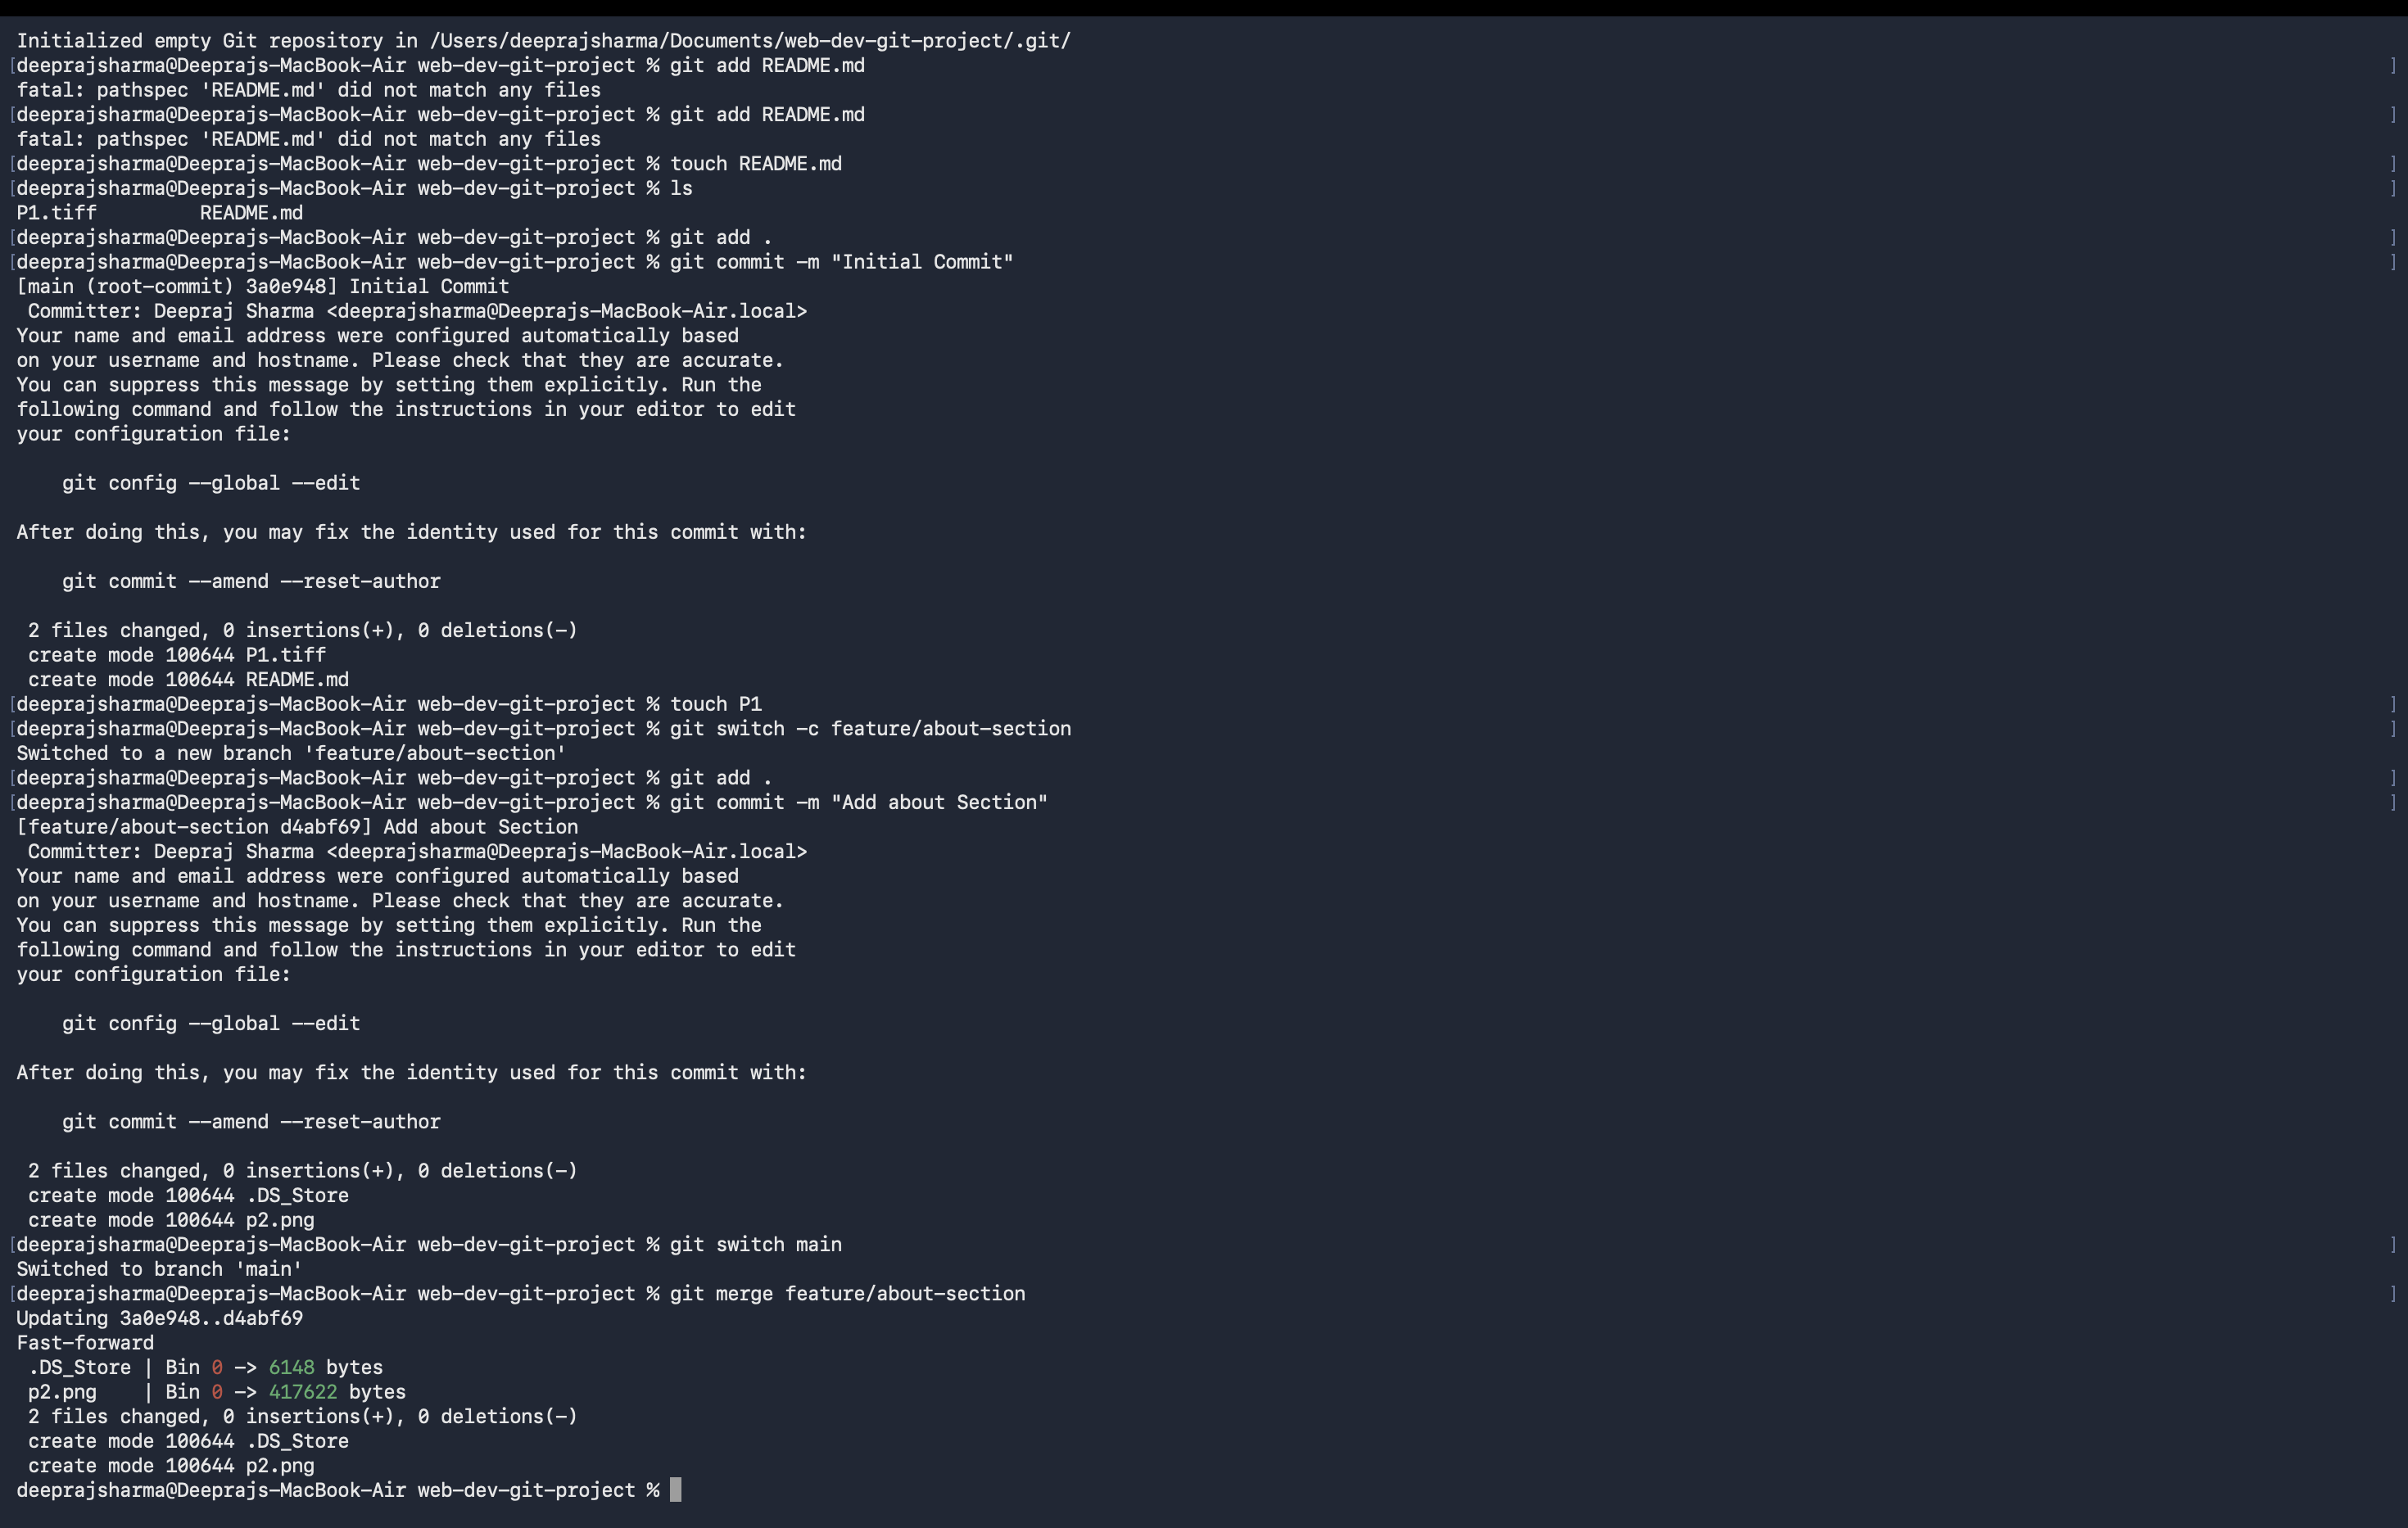 Initialized empty Git repository in /Users/deeprajsharma/Documents/web-dev-git-project/.git/
[deeprajsharma@Deeprajs-MacBook-Air web-dev-git-project % git add README.md ]
fatal: pathspec 'README.md' did not match any files
[deeprajsharma@Deeprajs-MacBook-Air web-dev-git-project % git add README.md ]
fatal: pathspec 'README.md' did not match any files
[deeprajsharma@Deeprajs-MacBook-Air web-dev-git-project % touch README.md ]
[deeprajsharma@Deeprajs-MacBook-Air web-dev-git-project % ls ]
P1.tiff         README.md
[deeprajsharma@Deeprajs-MacBook-Air web-dev-git-project % git add . ]
[deeprajsharma@Deeprajs-MacBook-Air web-dev-git-project % git commit -m "Initial Commit" ]
[main (root-commit) 3a0e948] Initial Commit
 Committer: Deepraj Sharma <deeprajsharma@Deeprajs-MacBook-Air.local>
Your name and email address were configured automatically based
on your username and hostname. Please check that they are accurate.
You can suppress this message by setting them explicitly. Run the
following command and follow the instructions in your editor to edit
your configuration file:

    git config --global --edit

After doing this, you may fix the identity used for this commit with:

    git commit --amend --reset-author

 2 files changed, 0 insertions(+), 0 deletions(-)
 create mode 100644 P1.tiff
 create mode 100644 README.md
[deeprajsharma@Deeprajs-MacBook-Air web-dev-git-project % touch P1 ]
[deeprajsharma@Deeprajs-MacBook-Air web-dev-git-project % git switch -c feature/about-section ]
Switched to a new branch 'feature/about-section'
[deeprajsharma@Deeprajs-MacBook-Air web-dev-git-project % git add . ]
[deeprajsharma@Deeprajs-MacBook-Air web-dev-git-project % git commit -m "Add about Section" ]
[feature/about-section d4abf69] Add about Section
 Committer: Deepraj Sharma <deeprajsharma@Deeprajs-MacBook-Air.local>
Your name and email address were configured automatically based
on your username and hostname. Please check that they are accurate.
You can suppress this message by setting them explicitly. Run the
following command and follow the instructions in your editor to edit
your configuration file:

    git config --global --edit

After doing this, you may fix the identity used for this commit with:

    git commit --amend --reset-author

 2 files changed, 0 insertions(+), 0 deletions(-)
 create mode 100644 .DS_Store
 create mode 100644 p2.png
[deeprajsharma@Deeprajs-MacBook-Air web-dev-git-project % git switch main ]
Switched to branch 'main'
[deeprajsharma@Deeprajs-MacBook-Air web-dev-git-project % git merge feature/about-section ]
Updating 3a0e948..d4abf69
Fast-forward
 .DS_Store | Bin 0 -> 6148 bytes
 p2.png    | Bin 0 -> 417622 bytes
 2 files changed, 0 insertions(+), 0 deletions(-)
 create mode 100644 .DS_Store
 create mode 100644 p2.png
deeprajsharma@Deeprajs-MacBook-Air web-dev-git-project %